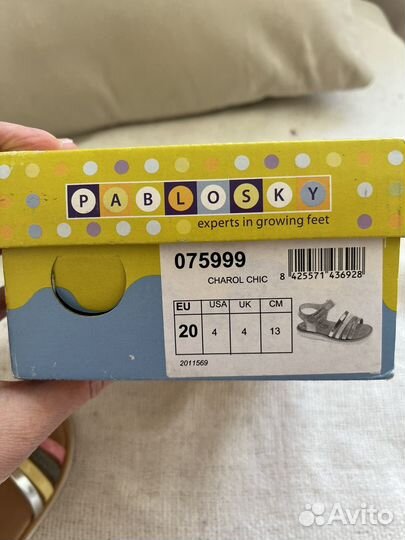 PABLOSKY
experts in growing feet
075999
CHAROL CHIC
8 425571 436928
EU USA UK CM
20 4 4 13
2011569
Avito